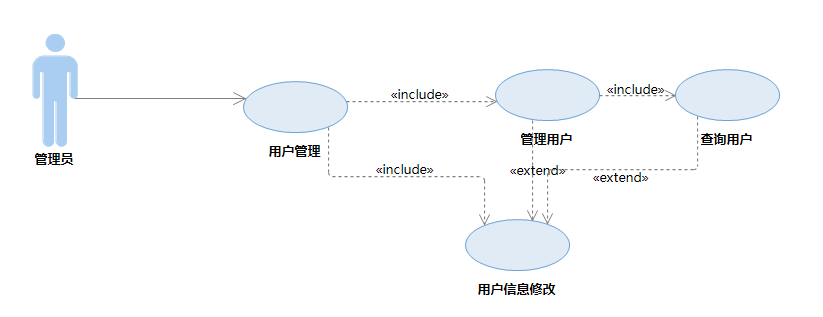 «include»
«include»
管理员
用户管理
管理用户
查询用户
«include»
«extend»
«extend»
用户信息修改